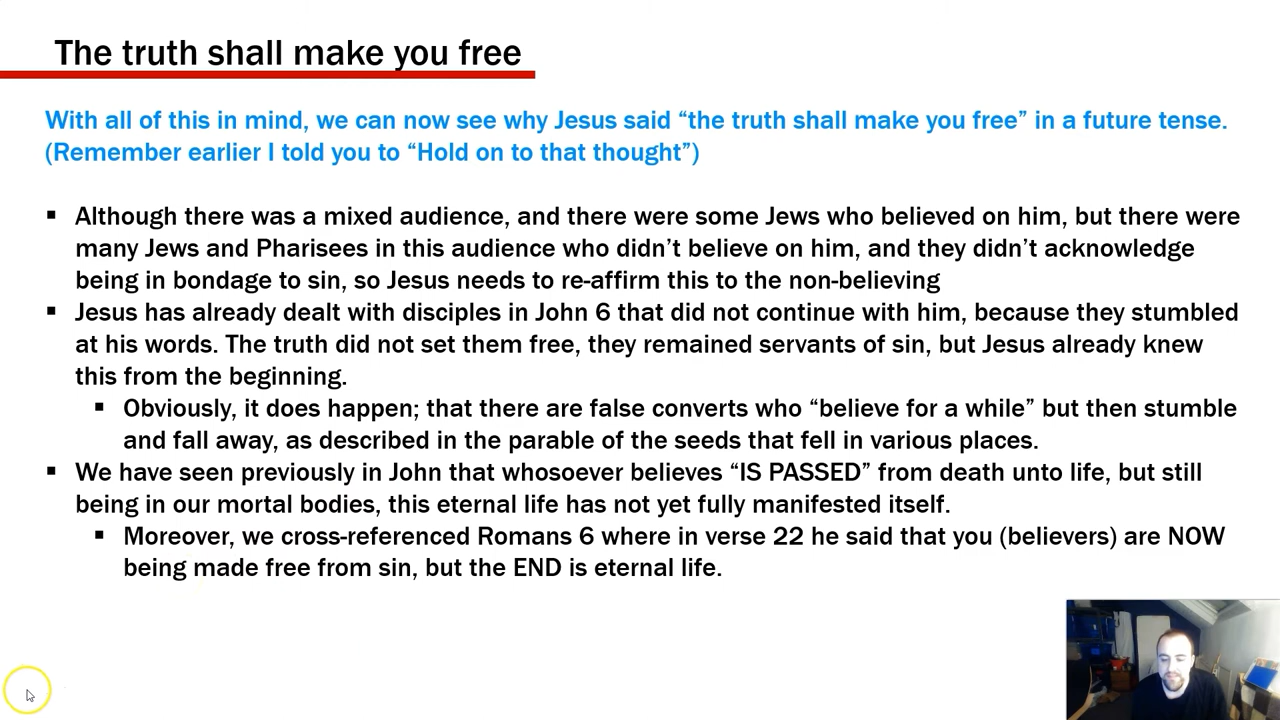 The truth shall make you free
With all of this in mind, we can now see why Jesus said “the truth shall make you free” in a future tense.
(Remember earlier I told you to “Hold on to that thought”)
▪ Although there was a mixed audience, and there were some Jews who believed on him, but there were
many Jews and Pharisees in this audience who didn’t believe on him, and they didn’t acknowledge
being in bondage to sin, so Jesus needs to re-affirm this to the non-believing
▪ Jesus has already dealt with disciples in John 6 that did not continue with him, because they stumbled
at his words. The truth did not set them free, they remained servants of sin, but Jesus already knew
this from the beginning.
▪ Obviously, it does happen; that there are false converts who “believe for a while” but then stumble
and fall away, as described in the parable of the seeds that fell in various places.
▪ We have seen previously in John that whosoever believes “IS PASSED” from death unto life, but still
being in our mortal bodies, this eternal life has not yet fully manifested itself.
▪ Moreover, we cross-referenced Romans 6 where in verse 22 he said that you (believers) are NOW
being made free from sin, but the END is eternal life.